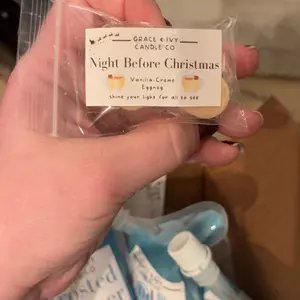 GRACE & IVY
CANDLE CO
Night Before Christmas
Vanilla-Creme
Eggnog
shine your light for all to see